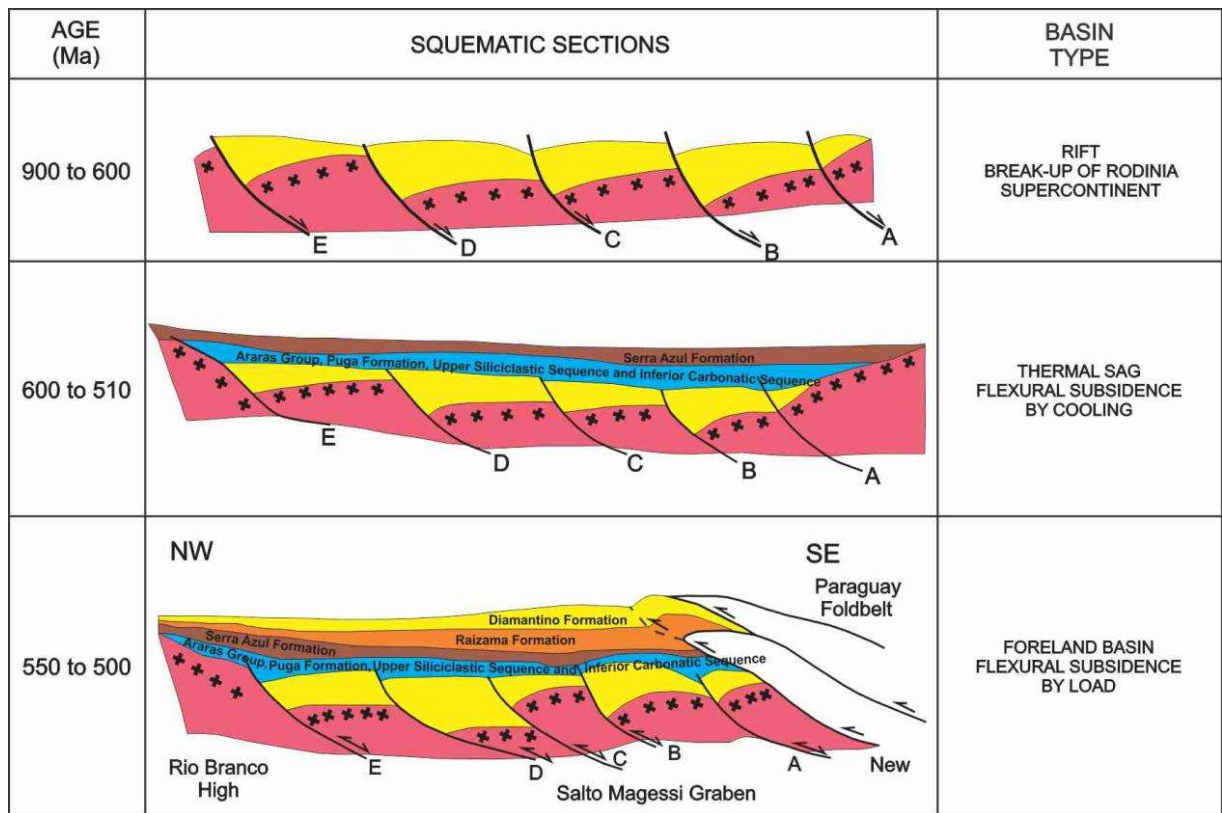 AGE
(Ma)
SQUEMATIC SECTIONS
BASIN
TYPE
900 to 600
E
D
C
B
A
RIFT
BREAK-UP OF RODINIA
SUPERCONTINENT
600 to 510
Serra Azul Formation
Araras Group, Puga Formation, Upper Siliciclastic Sequence and Inferior Carbonatic Sequence
E
D
C
B
A
THERMAL SAG
FLEXURAL SUBSIDENCE
BY COOLING
550 to 500
NW
SE
Paraguay
Foldbelt
Diamantino Formation
Raizama Formation
Serra Azul Formation
Araras Group, Puga Formation, Upper Siliciclastic Sequence and Inferior Carbonatic Sequence
E
D
C
B
A
New
Rio Branco
High
Salto Magessi Graben
FORELAND BASIN
FLEXURAL SUBSIDENCE
BY LOAD